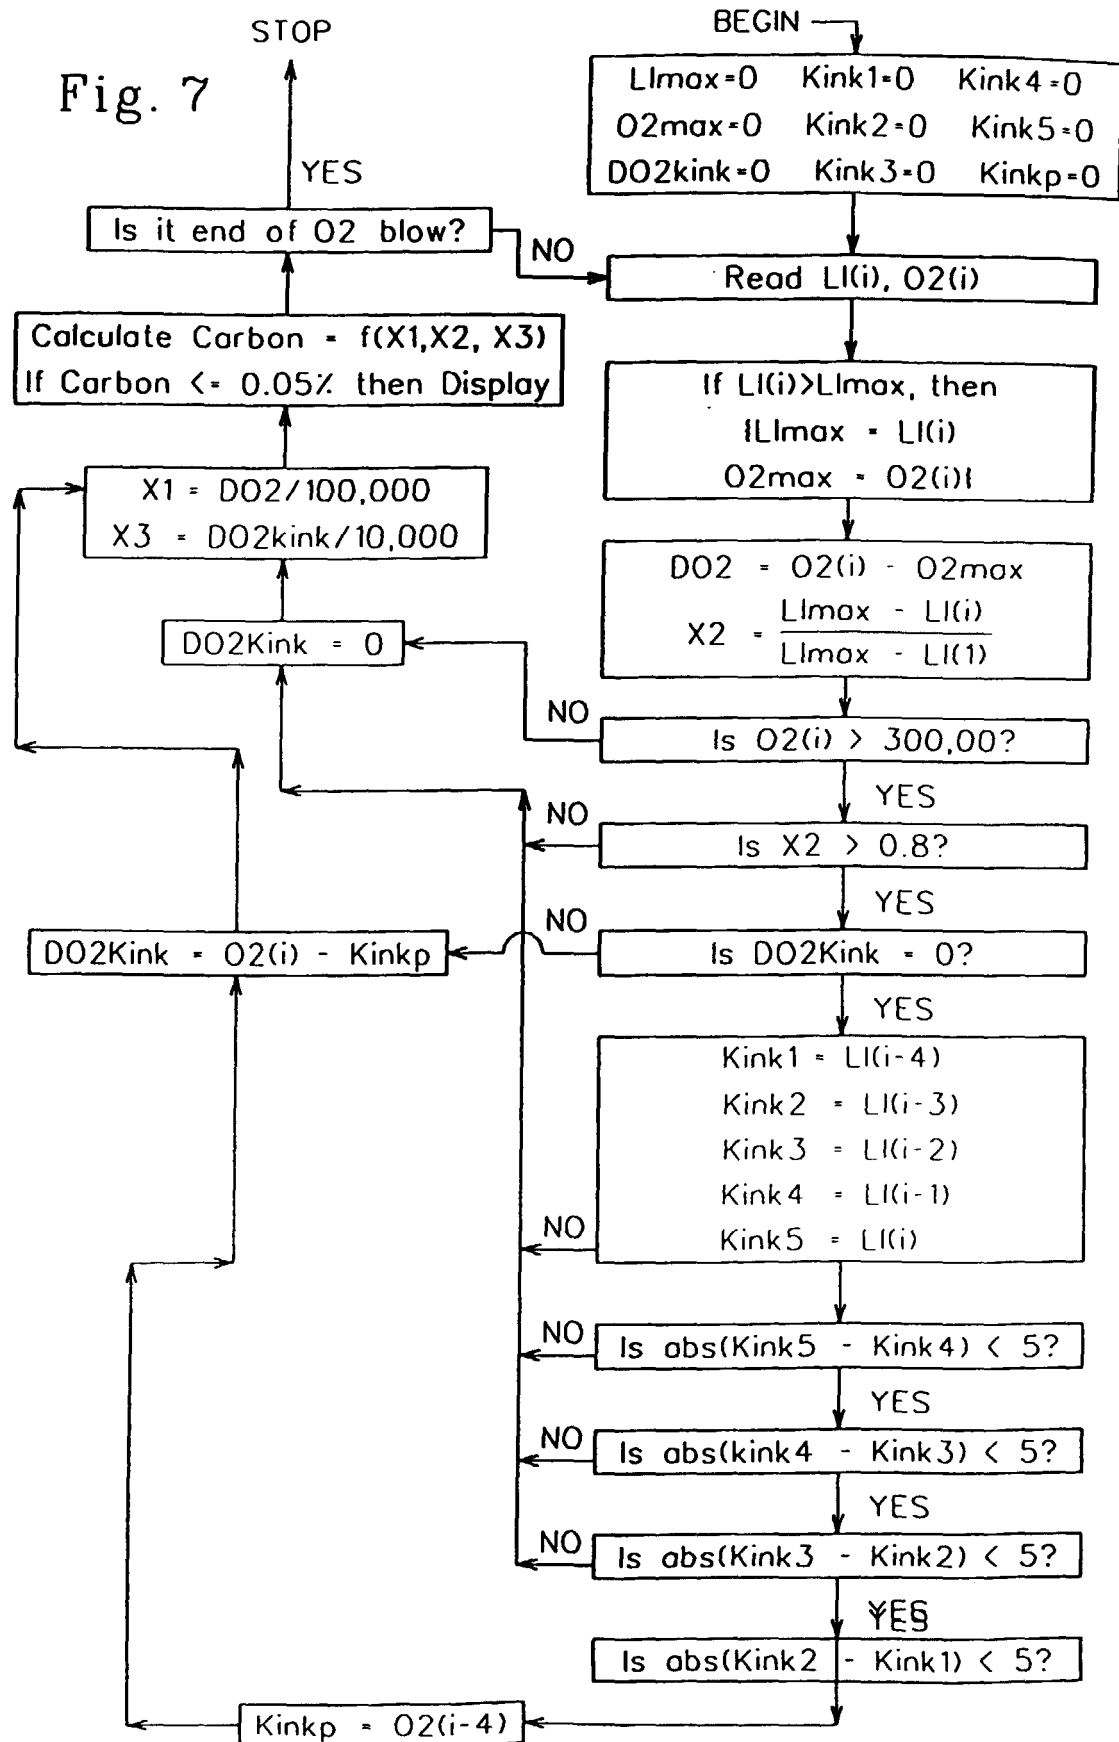 Fig. 7
STOP
YES
Is it end of O2 blow?
NO
Calculate Carbon = f(X1,X2, X3)
If Carbon <= 0.05% then Display
X1 = DO2/100,000
X3 = DO2kink/10,000
DO2Kink = 0
DO2Kink = O2(i) - Kinkp
Kinkp = O2(i-4)
BEGIN
LImax=0 Kink1=0 Kink4=0
O2max=0 Kink2=0 Kink5=0
DO2kink=0 Kink3=0 Kinkp=0
Read LI(i), O2(i)
If LI(i)>LImax, then
{LImax = LI(i)
O2max = O2(i)}
DO2 = O2(i) - O2max
X2 = LImax - LI(i)
LImax - LI(1)
NO
Is O2(i) > 300,00?
YES
NO
Is X2 > 0.8?
YES
NO
Is DO2Kink = 0?
YES
Kink1 = LI(i-4)
Kink2 = LI(i-3)
Kink3 = LI(i-2)
Kink4 = LI(i-1)
Kink5 = LI(i)
NO
NO
Is abs(Kink5 - Kink4) < 5?
YES
NO
Is abs(kink4 - Kink3) < 5?
YES
NO
Is abs(Kink3 - Kink2) < 5?
YES
YES
Is abs(Kink2 - Kink1) < 5?